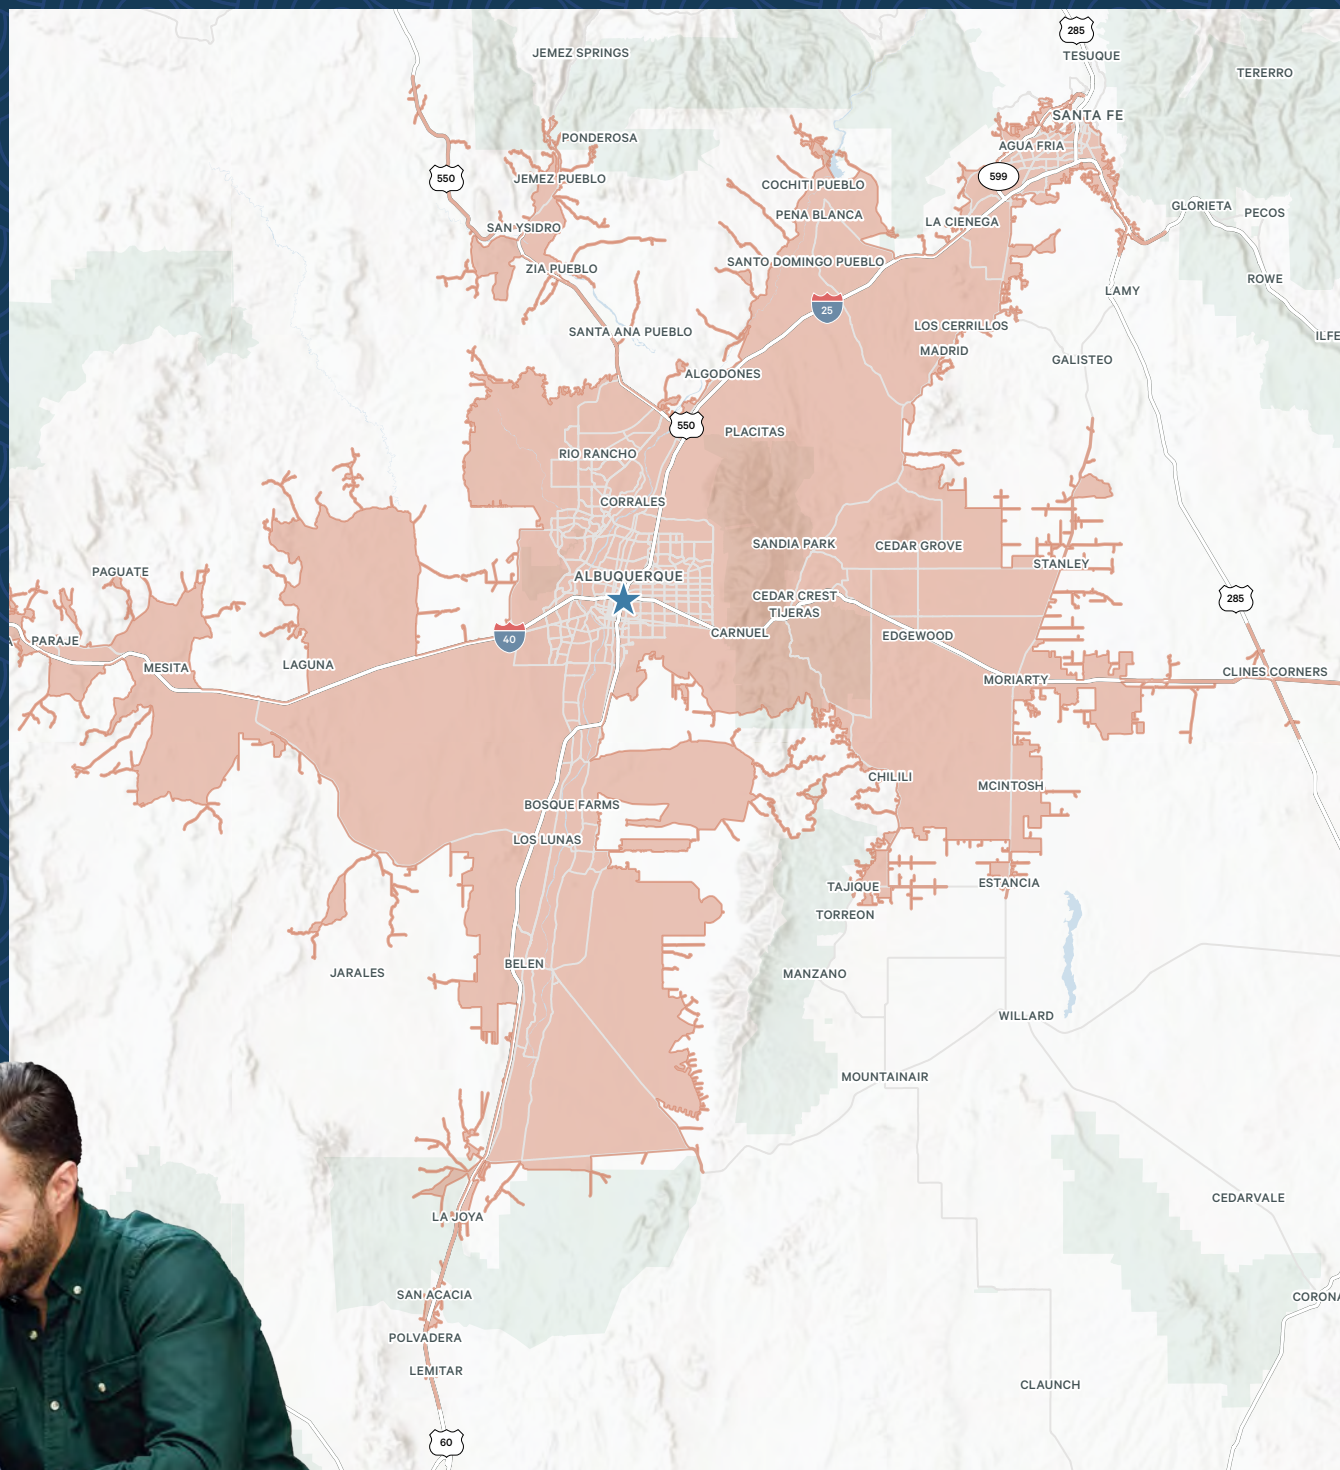 285
TESUQUE
JEMEZ SPRINGS
TERERRO
SANTA FE
PONDEROSA
AGUA FRIA
550
JEMEZ PUEBLO
599
COCHITI PUEBLO
PENA BLANCA
GLORIETA
PECOS
SAN YSIDRO
LA CIENEGA
ZIA PUEBLO
SANTO DOMINGO PUEBLO
ROWE
LAMY
25
SANTA ANA PUEBLO
LOS CERRILLOS
ILFE
MADRID
GALISTEO
ALGODONES
550
PLACITAS
RIO RANCHO
CORRALES
SANDIA PARK
CEDAR GROVE
STANLEY
PAGUATE
ALBUQUERQUE
CEDAR CREST
285
TIJERAS
CARNUEL
EDGEWOOD
40
PARAJE
MESITA
LAGUNA
CLINES CORNERS
MORIARTY
CHILILI
MCINTOSH
BOSQUE FARMS
LOS LUNAS
TAJIQUE
ESTANCIA
TORREON
BELEN
JARALES
MANZANO
WILLARD
MOUNTAINAIR
CEDARVALE
LA JOYA
SAN ACACIA
CORONA
POLVADERA
LEMITAR
CLAUNCH
60